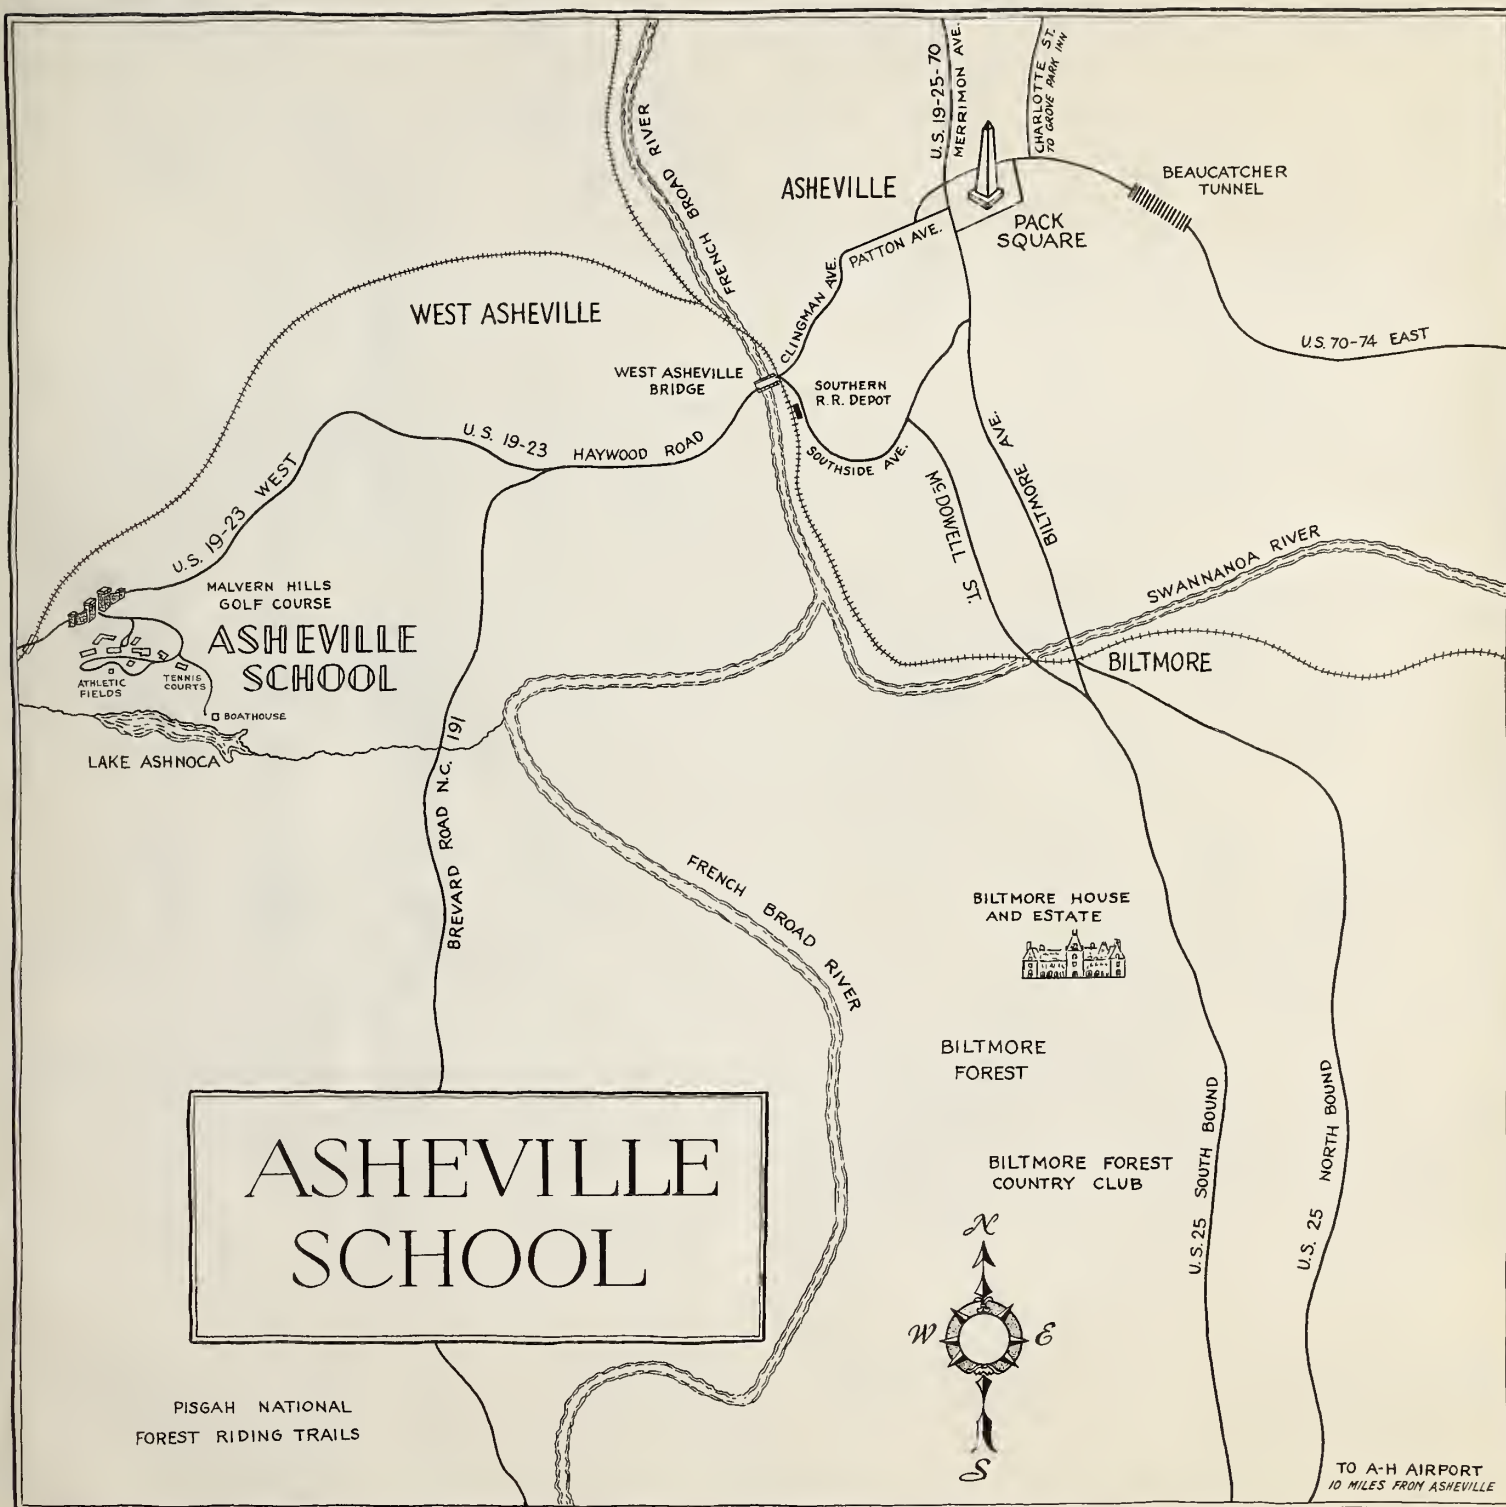 U.S. 19-25-70
MERRIMON AVE.
CHARLOTTE ST.
TO GROVE PARK INN
FRENCH BROAD RIVER
ASHEVILLE
BEAUCATCHER
TUNNEL
PACK
SQUARE
PATTON AVE.
CLINGMAN AVE.
WEST ASHEVILLE
U.S. 70-74 EAST
WEST ASHEVILLE
BRIDGE
SOUTHERN
R.R. DEPOT
U.S. 19-23
HAYWOOD ROAD
SOUTHSIDE AVE.
BILTMORE AVE.
McDOWELL ST.
U.S. 19-23 WEST
SWANNANOA RIVER
MALVERN HILLS
GOLF COURSE
ASHEVILLE
SCHOOL
ATHLETIC
FIELDS
TENNIS
COURTS
BOATHOUSE
LAKE ASHNOCA
BILTMORE
BREVARD ROAD N.C. 191
FRENCH BROAD RIVER
BILTMORE HOUSE
AND ESTATE
BILTMORE
FOREST
BILTMORE FOREST
COUNTRY CLUB
U.S. 25 SOUTH BOUND
U.S. 25 NORTH BOUND
ASHEVILLE
SCHOOL
N
W E
S
PISGAH NATIONAL
FOREST RIDING TRAILS
TO A-H AIRPORT
10 MILES FROM ASHEVILLE